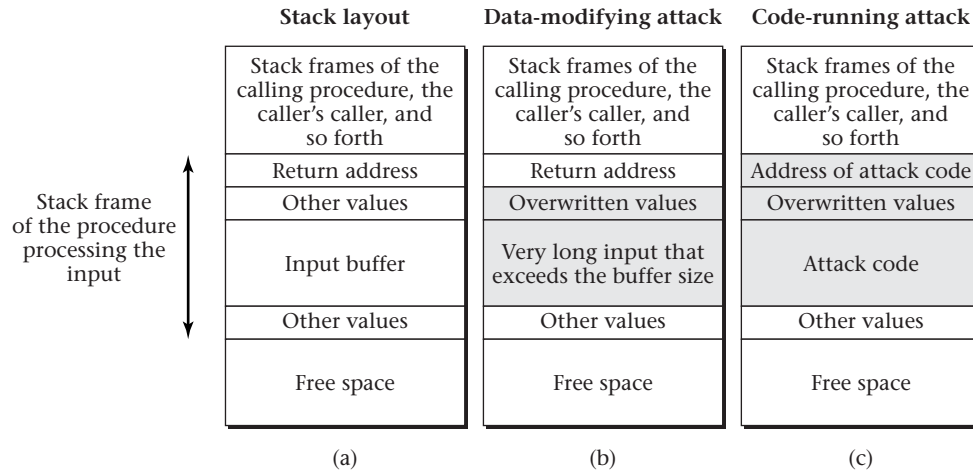 Stack layout
Data-modifying attack
Code-running attack
Stack frame
of the procedure
processing the
input
Stack frames of the
calling procedure, the
caller's caller, and
so forth
Return address
Other values
Input buffer
Other values
Free space
(a)
Stack frames of the
calling procedure, the
caller's caller, and
so forth
Return address
Overwritten values
Very long input that
exceeds the buffer size
Other values
Free space
(b)
Stack frames of the
calling procedure, the
caller's caller, and
so forth
Address of attack code
Overwritten values
Attack code
Other values
Free space
(c)